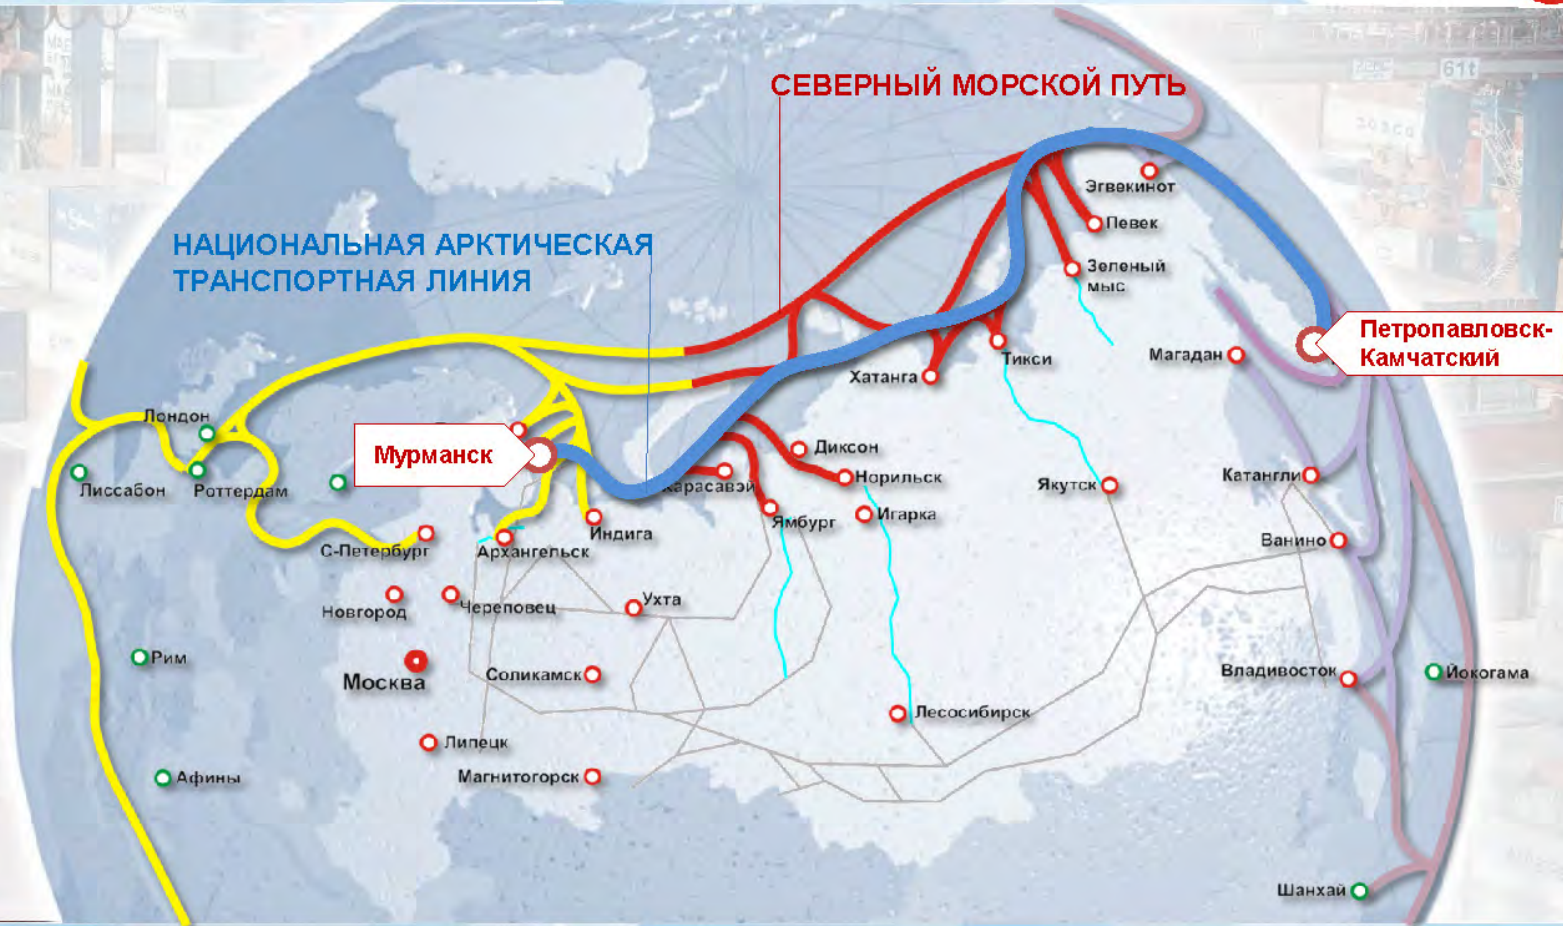 61t
СЕВЕРНЫЙ МОРСКОЙ ПУТЬ
Эгвекинот
Певек
НАЦИОНАЛЬНАЯ АРКТИЧЕСКАЯ
ТРАНСПОРТНАЯ ЛИНИЯ
Зеленый
мыс
Петропавловск-
Камчатский
Магадан
Тикси
Хатанга
Лондон
Мурманск
Диксон
Лиссабон
Роттердам
Карасавэй
Норильск
Якутск
Катангли
Игарка
Ямбург
Индига
С-Петербург
Архангельск
Ванино
Новгород
Череповец
Ухта
Рим
Москва
Соликамск
Владивосток
Йокогама
Лесосибирск
Липецк
Афины
Магнитогорск
Шанхай